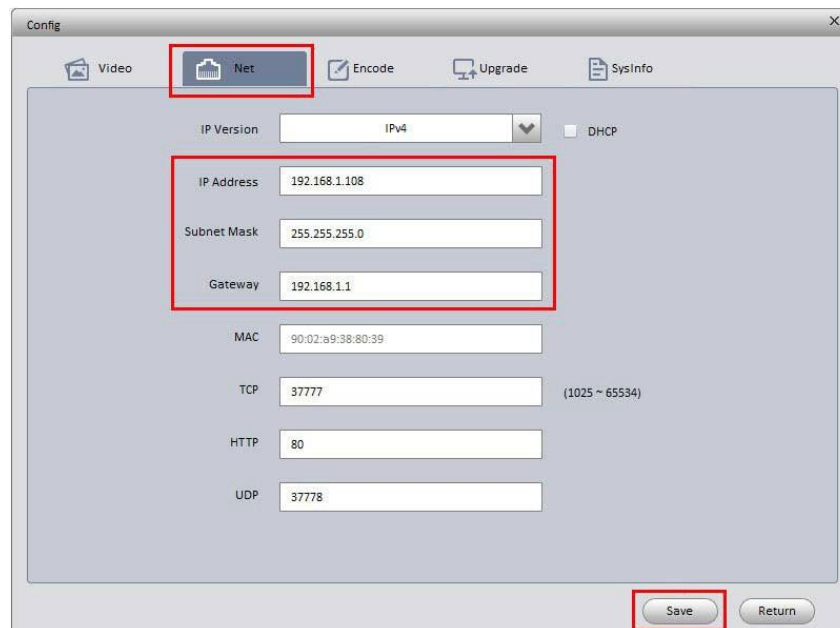 Config
Video Net Encode Upgrade SysInfo
IP Version IPv4 DHCP
IP Address 192.168.1.108
Subnet Mask 255.255.255.0
Gateway 192.168.1.1
MAC 90:02:a9:38:80:39
TCP 37777 (1025 ~ 65534)
HTTP 80
UDP 37778
Save Return